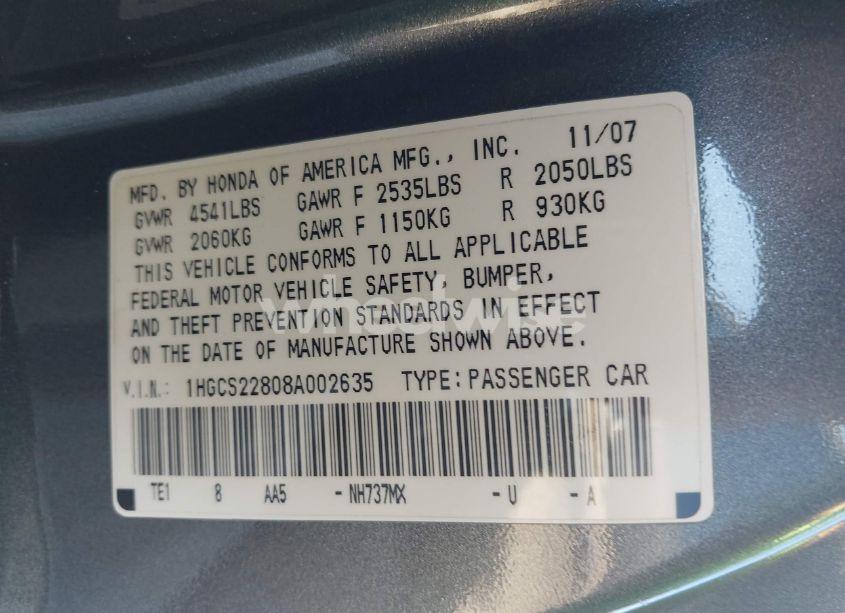 MFD. BY HONDA OF AMERICA MFG., INC. 11/07
GVWR 4541LBS GAWR F 2535LBS R 2050LBS
GVWR 2060KG GAWR F 1150KG R 930KG
THIS VEHICLE CONFORMS TO ALL APPLICABLE
FEDERAL MOTOR VEHICLE SAFETY, BUMPER,
AND THEFT PREVENTION STANDARDS IN EFFECT
ON THE DATE OF MANUFACTURE SHOWN ABOVE.
V.I.N.: 1HGCS22808A002635 TYPE: PASSENGER CAR
TE1 8 AA5 -NH737MX -U -A
wheelwise